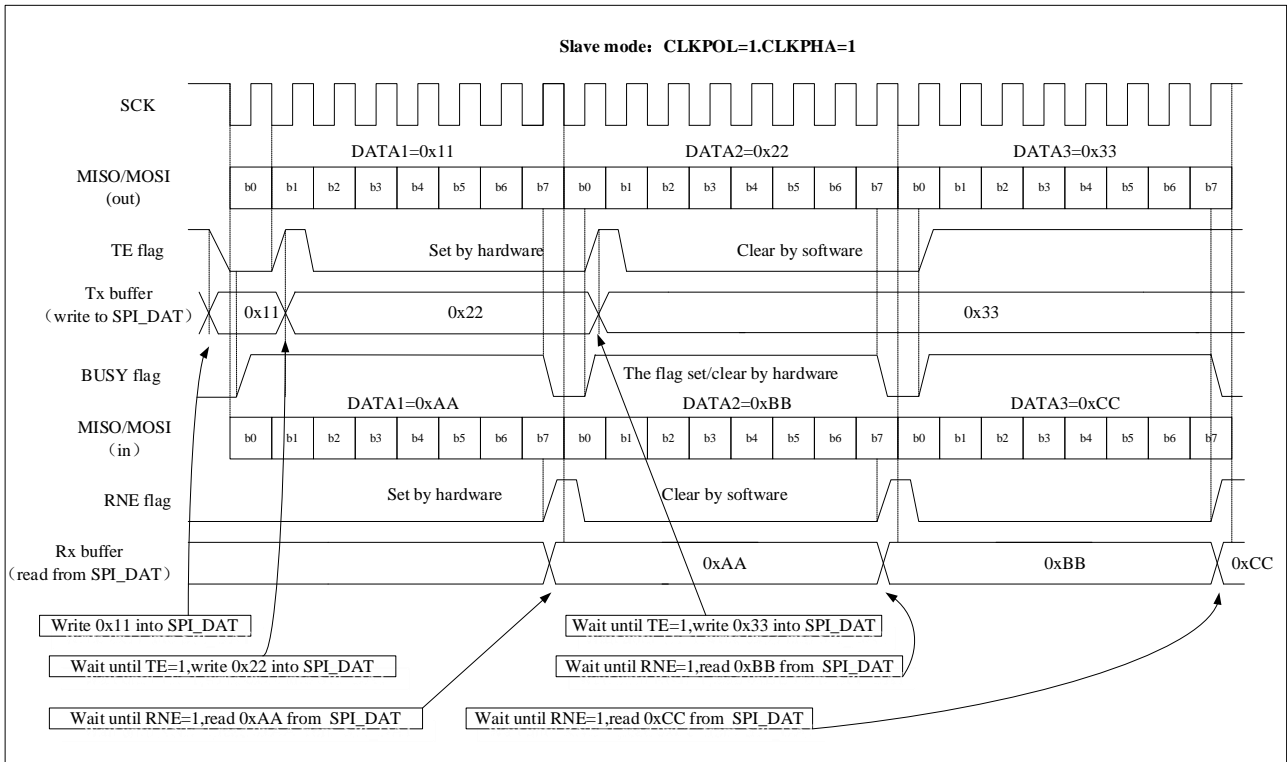 Slave mode：CLKPOL=1.CLKPHA=1
SCK
DATA1=0x11 DATA2=0x22 DATA3=0x33
MISO/MOSI
(out)
b0 b1 b2 b3 b4 b5 b6 b7 b0 b1 b2 b3 b4 b5 b6 b7 b0 b1 b2 b3 b4 b5 b6 b7
TE flag
Set by hardware
Clear by software
Tx buffer
（write to SPI_DAT）
0x11
0x22
0x33
BUSY flag
The flag set/clear by hardware
DATA1=0xAA DATA2=0xBB DATA3=0xCC
MISO/MOSI
（in）
b0 b1 b2 b3 b4 b5 b6 b7 b0 b1 b2 b3 b4 b5 b6 b7 b0 b1 b2 b3 b4 b5 b6 b7
RNE flag
Set by hardware
Clear by software
Rx buffer
（read from SPI_DAT）
0xAA
0xBB
0xCC
Write 0x11 into SPI_DAT
Wait until TE=1,write 0x33 into SPI_DAT
Wait until TE=1,write 0x22 into SPI_DAT
Wait until RNE=1,read 0xBB from SPI_DAT
Wait until RNE=1,read 0xAA from SPI_DAT
Wait until RNE=1,read 0xCC from SPI_DAT